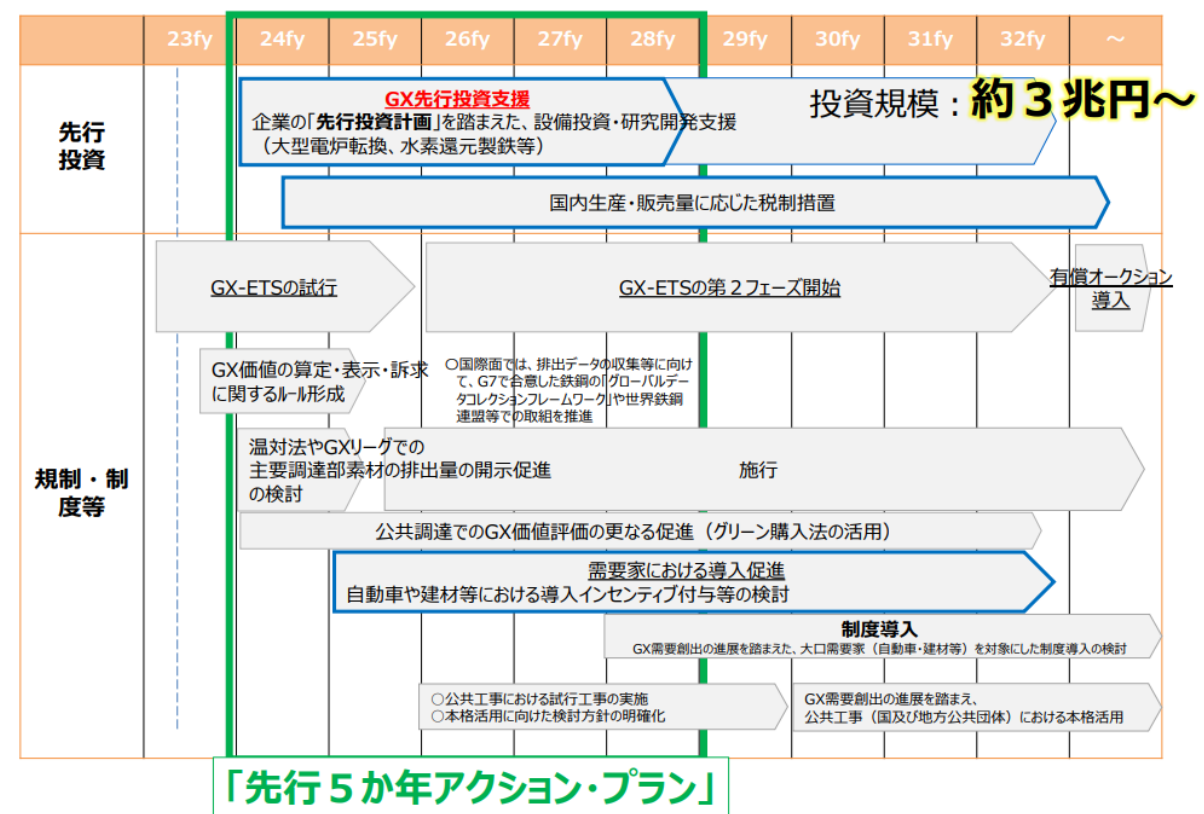 23fy 24fy 25fy 26fy 27fy 28fy 29fy 30fy 31fy 32fy ～
先行
投資
GX先行投資支援
企業の「先行投資計画」を踏まえた、設備投資・研究開発支援
（大型電炉転換、水素還元製鉄等）
投資規模：約３兆円～
国内生産・販売量に応じた税制措置
規制・制
度等
GX-ETSの試行
GX-ETSの第２フェーズ開始
有償オークション
導入
GX価値の算定・表示・訴求
に関するルール形成
○国際面では、排出データの収集等に向け
て、G7で合意した鉄鋼の「グローバルデー
タコレクションフレームワーク」や世界鉄鋼
連盟等での取組を推進
温対法やGXリーグでの
主要調達部素材の排出量の開示促進
の検討
施行
公共調達でのGX価値評価の更なる促進（グリーン購入法の活用）
需要家における導入促進
自動車や建材等における導入インセンティブ付与等の検討
制度導入
GX需要創出の進展を踏まえた、大口需要家（自動車・建材等）を対象にした制度導入の検討
○公共工事における試行工事の実施
○本格活用に向けた検討方針の明確化
GX需要創出の進展を踏まえ、
公共工事（国及び地方公共団体）における本格活用
「先行５か年アクション・プラン」